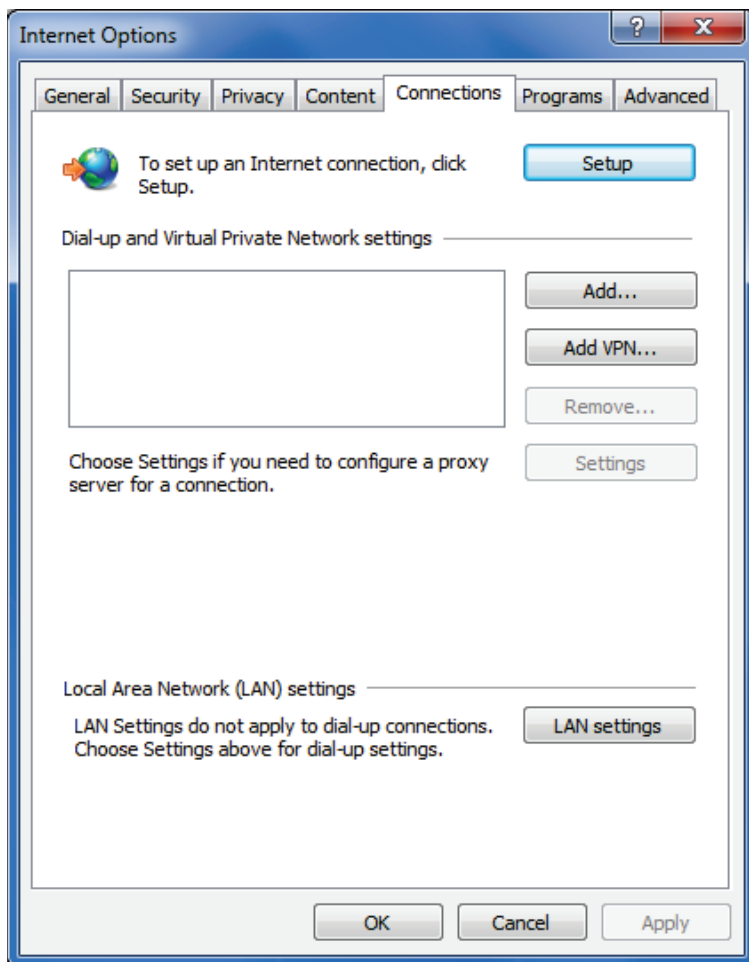 Internet Options
?
General Security Privacy Content Connections Programs Advanced
To set up an Internet connection, click
Setup.
Setup
Dial-up and Virtual Private Network settings
Add...
Add VPN...
Remove...
Choose Settings if you need to configure a proxy
server for a connection.
Settings
Local Area Network (LAN) settings
LAN Settings do not apply to dial-up connections.
Choose Settings above for dial-up settings.
LAN settings
OK Cancel Apply